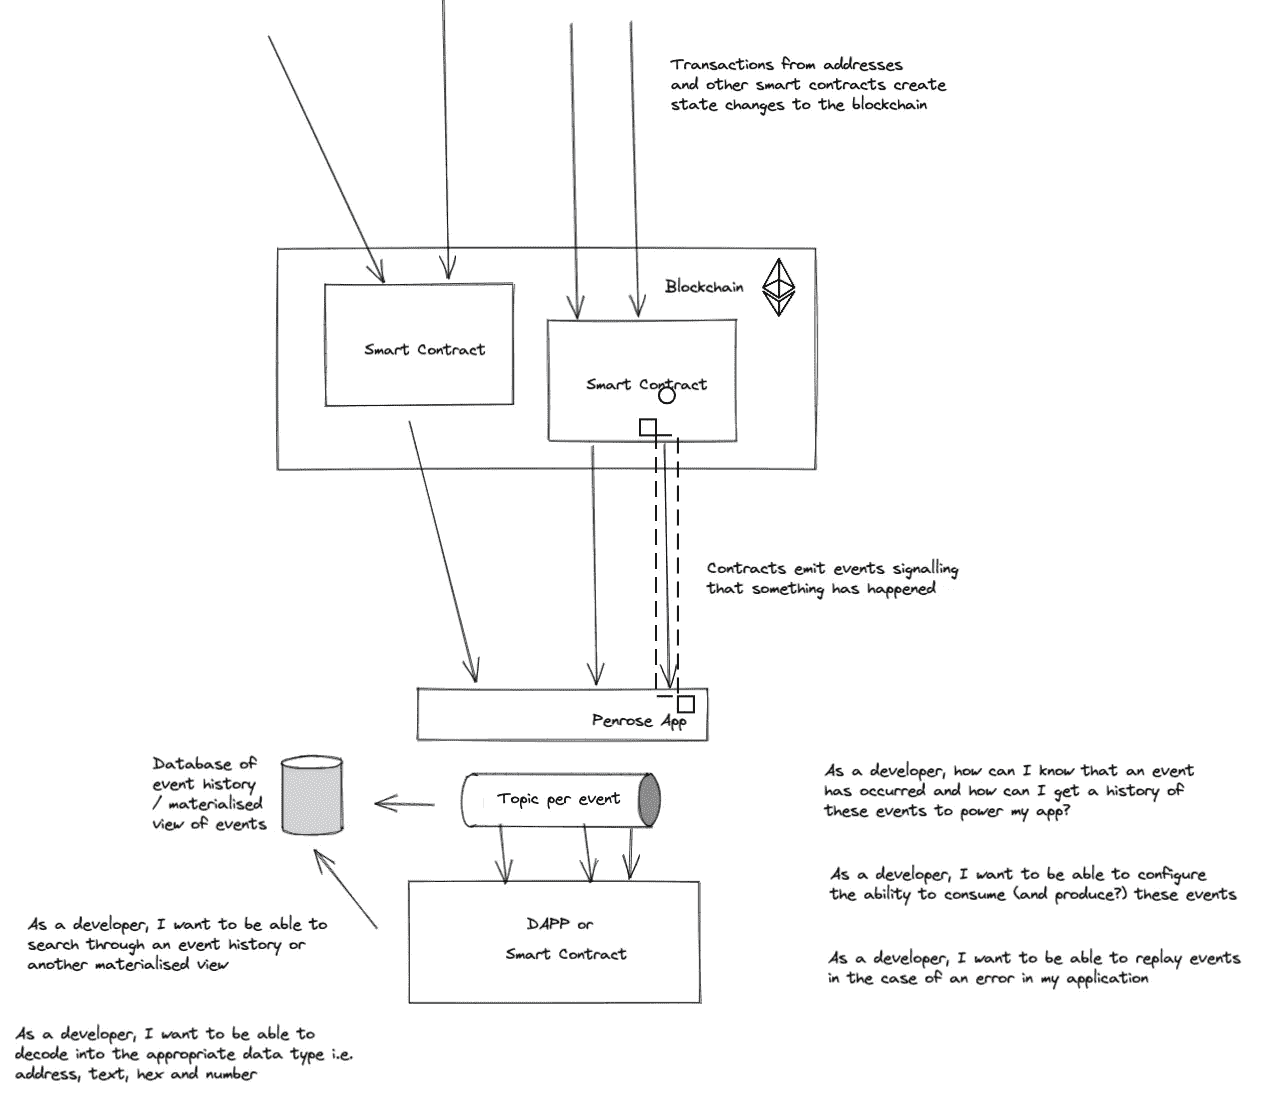 Transactions from addresses
and other smart contracts create
state changes to the blockchain
Blockchain
Smart Contract
Smart Contract
Contracts emit events signalling
that something has happened
Penrose App
Database of
event history
/ materialised
view of events
Topic per event
As a developer, how can I know that an event
has occurred and how can I get a history of
these events to power my app?
As a developer, I want to be able to configure
the ability to consume (and produce?) these events
DAPP or
Smart Contract
As a developer, I want to be able to
search through an event history or
another materialised view
As a developer, I want to be able to replay events
in the case of an error in my application
As a developer, I want to be able to
decode into the appropriate data type i.e.
address, text, hex and number